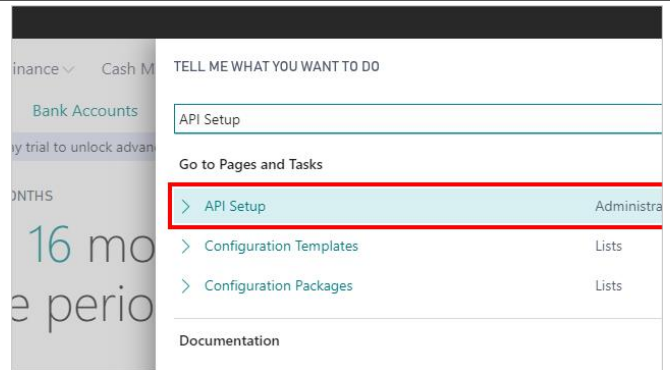 inance Cash M
Bank Accounts
ay trial to unlock advan
ONTHS
16 mo
e perio
TELL ME WHAT YOU WANT TO DO
API Setup
Go to Pages and Tasks
API Setup Administra
Configuration Templates Lists
Configuration Packages Lists
Documentation